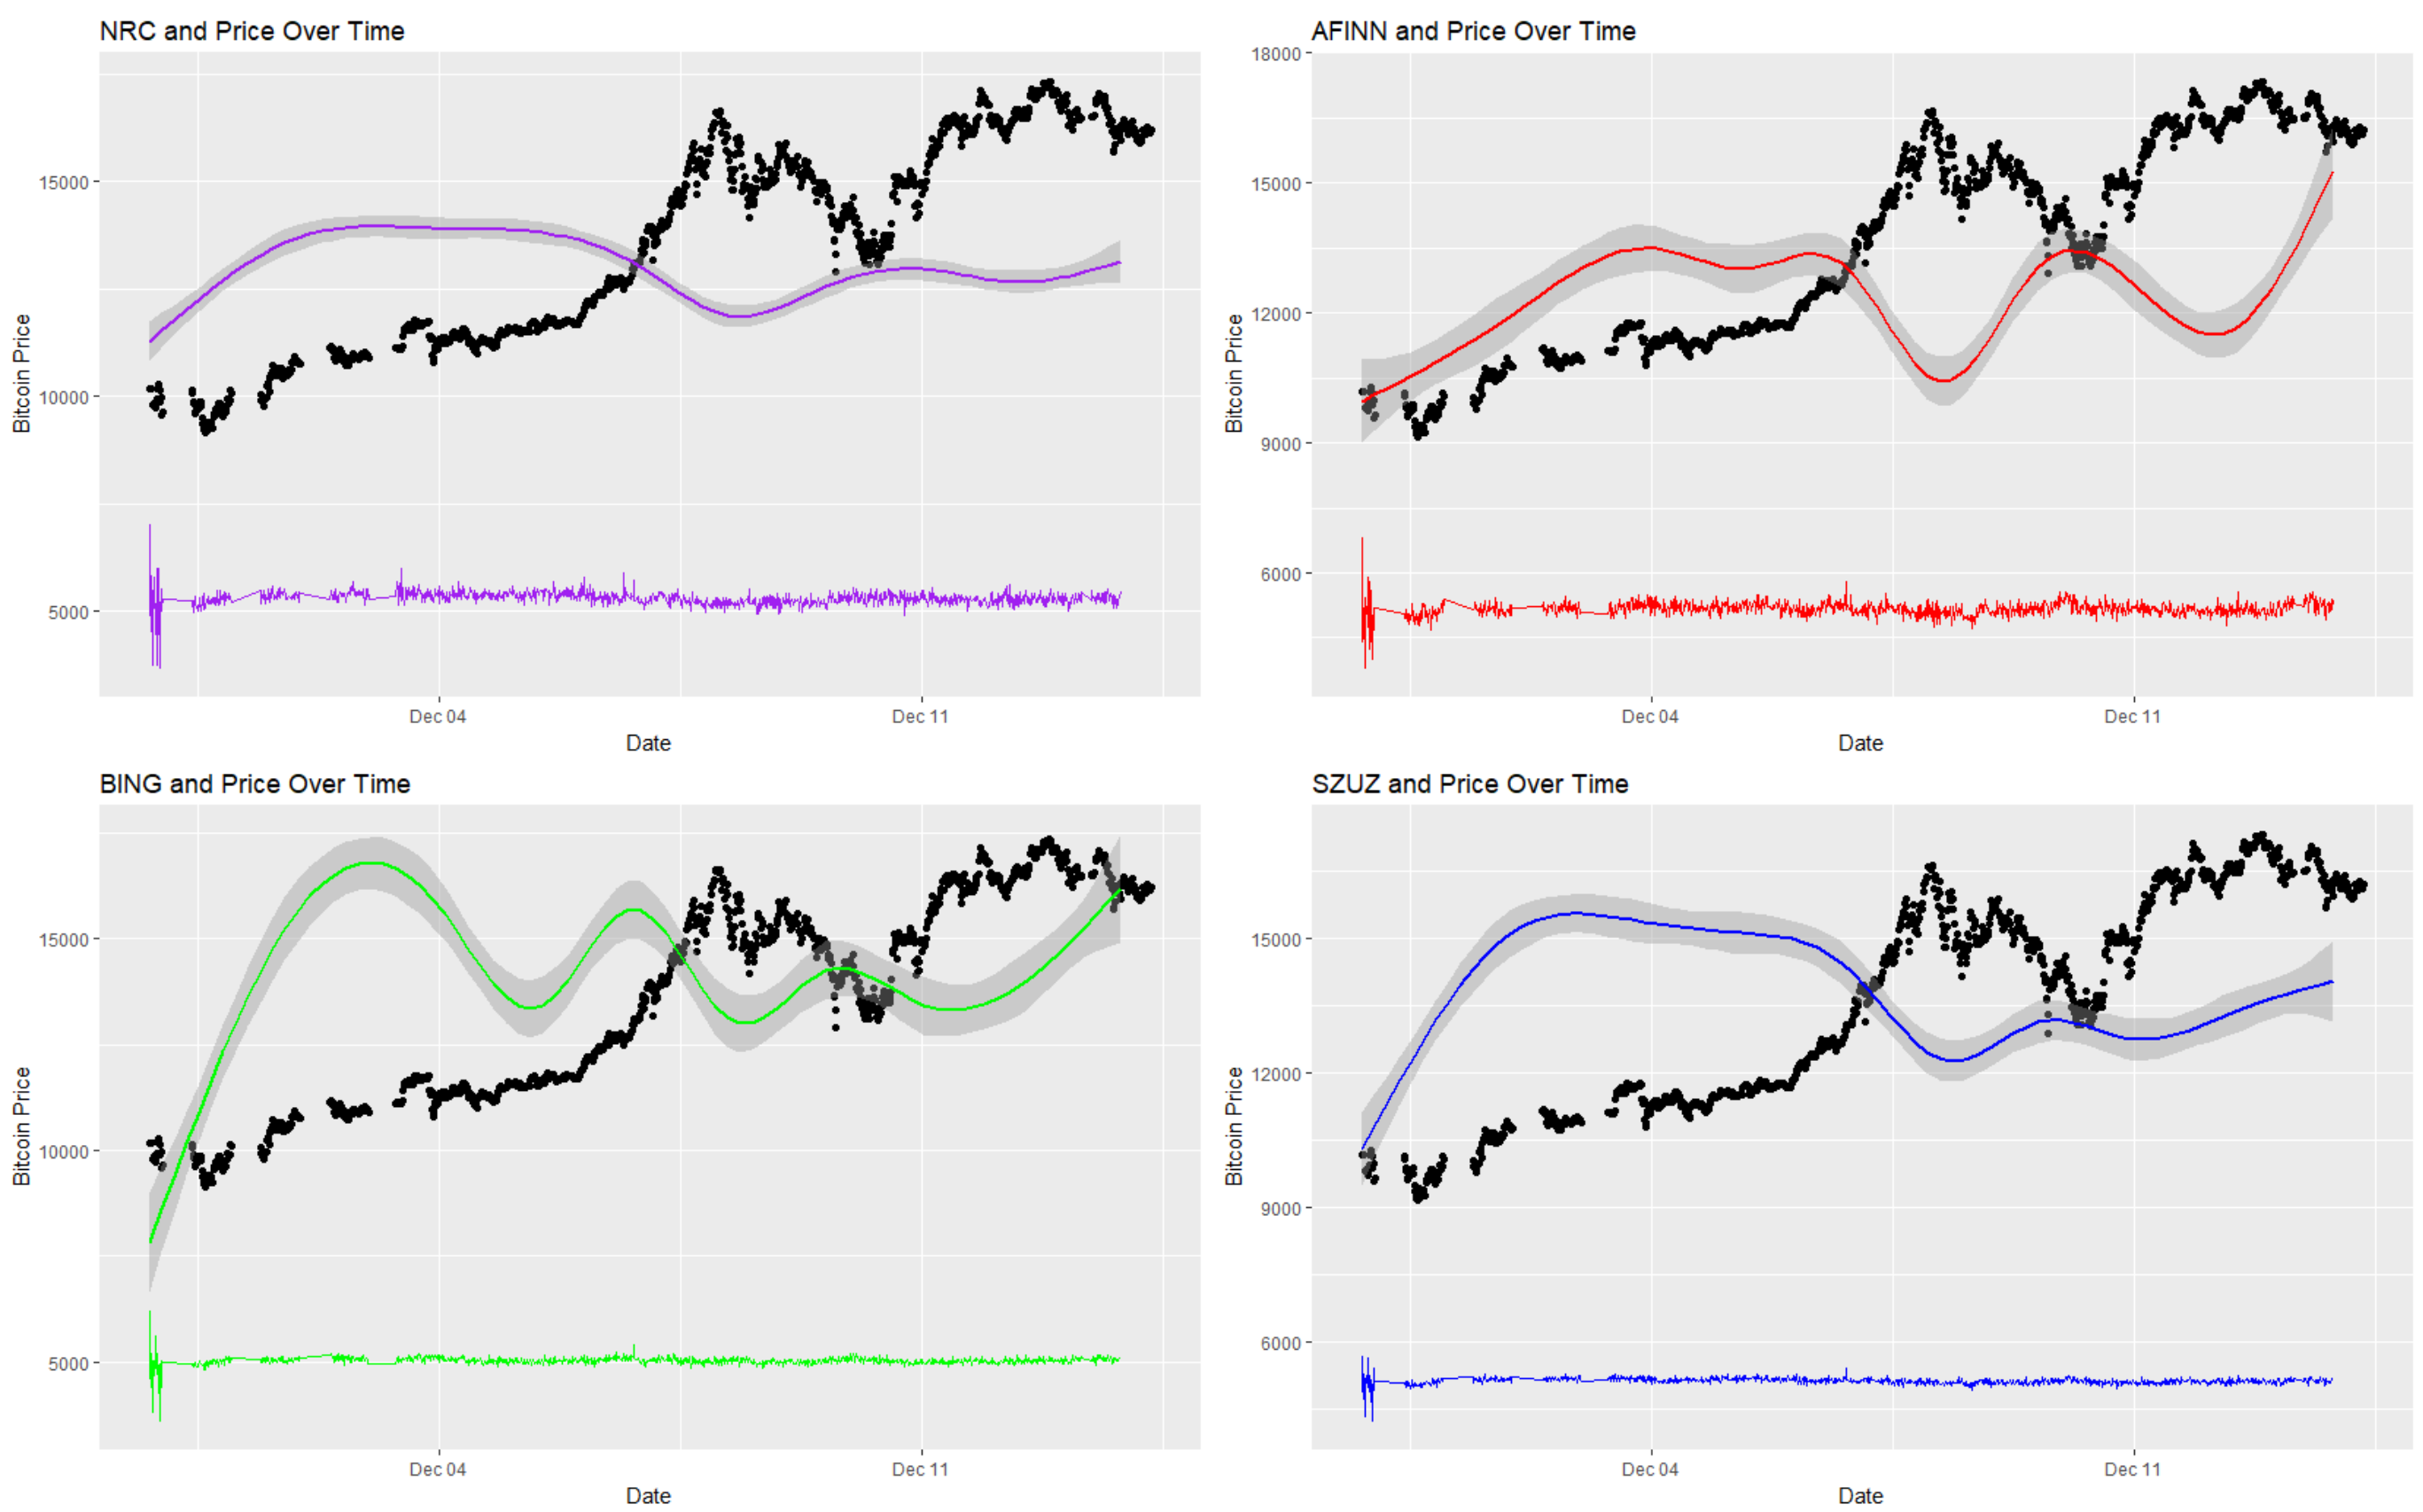 NRC and Price Over Time
15000
10000
5000
Bitcoin Price
Dec 04
Dec 11
Date
AFINN and Price Over Time
18000
15000
12000
9000
6000
Bitcoin Price
Dec 04
Dec 11
Date
BING and Price Over Time
15000
10000
5000
Bitcoin Price
Dec 04
Dec 11
Date
SZUZ and Price Over Time
15000
12000
9000
6000
Bitcoin Price
Dec 04
Dec 11
Date